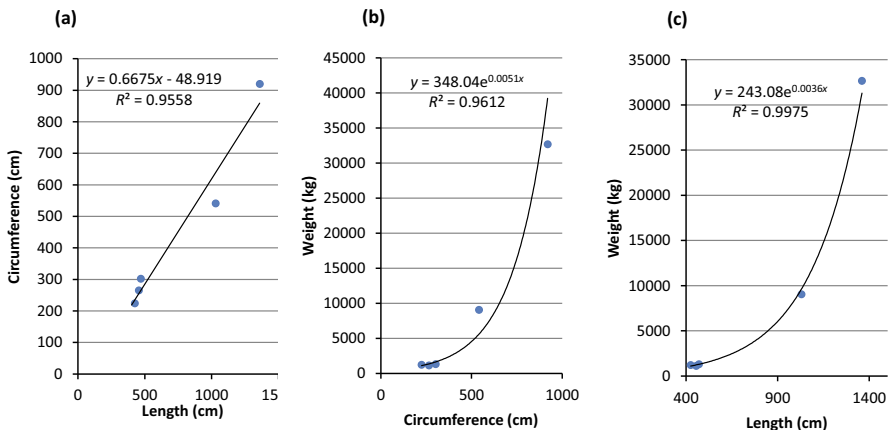 (a)
y = 0.6675x - 48.919
R² = 0.9558
1000
900
800
700
600
500
400
300
200
100
0
Circumference (cm)
0
500
1000
15
Length (cm)
(b)
y = 348.04e^0.0051x
R² = 0.9612
45000
40000
35000
30000
25000
20000
15000
10000
5000
0
Weight (kg)
0
500
1000
Circumference (cm)
(c)
y = 243.08e^0.0036x
R² = 0.9975
35000
30000
25000
20000
15000
10000
5000
0
Weight (kg)
400
900
1400
Length (cm)